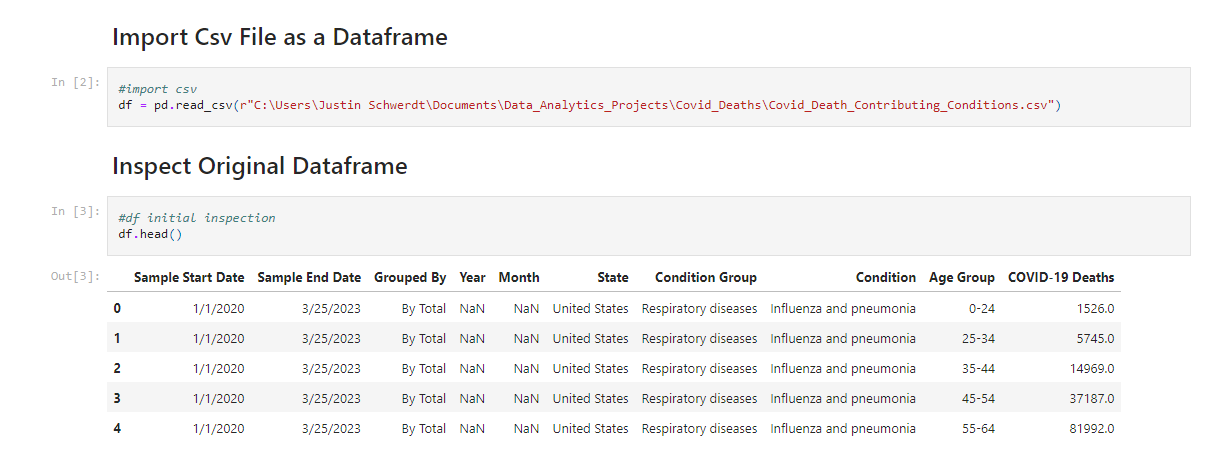 Import Csv File as a Dataframe
In [2]:
#import csv
df = pd.read_csv(r"C:\Users\Justin Schwerdt\Documents\Data_Analytics_Projects\Covid_Deaths\Covid_Death_Contributing_Conditions.csv")
Inspect Original Dataframe
In [3]:
#df initial inspection
df.head()
Out[3]:
Sample Start Date Sample End Date Grouped By Year Month State Condition Group Condition Age Group COVID-19 Deaths
0 1/1/2020 3/25/2023 By Total NaN NaN United States Respiratory diseases Influenza and pneumonia 0-24 1526.0
1 1/1/2020 3/25/2023 By Total NaN NaN United States Respiratory diseases Influenza and pneumonia 25-34 5745.0
2 1/1/2020 3/25/2023 By Total NaN NaN United States Respiratory diseases Influenza and pneumonia 35-44 14969.0
3 1/1/2020 3/25/2023 By Total NaN NaN United States Respiratory diseases Influenza and pneumonia 45-54 37187.0
4 1/1/2020 3/25/2023 By Total NaN NaN United States Respiratory diseases Influenza and pneumonia 55-64 81992.0